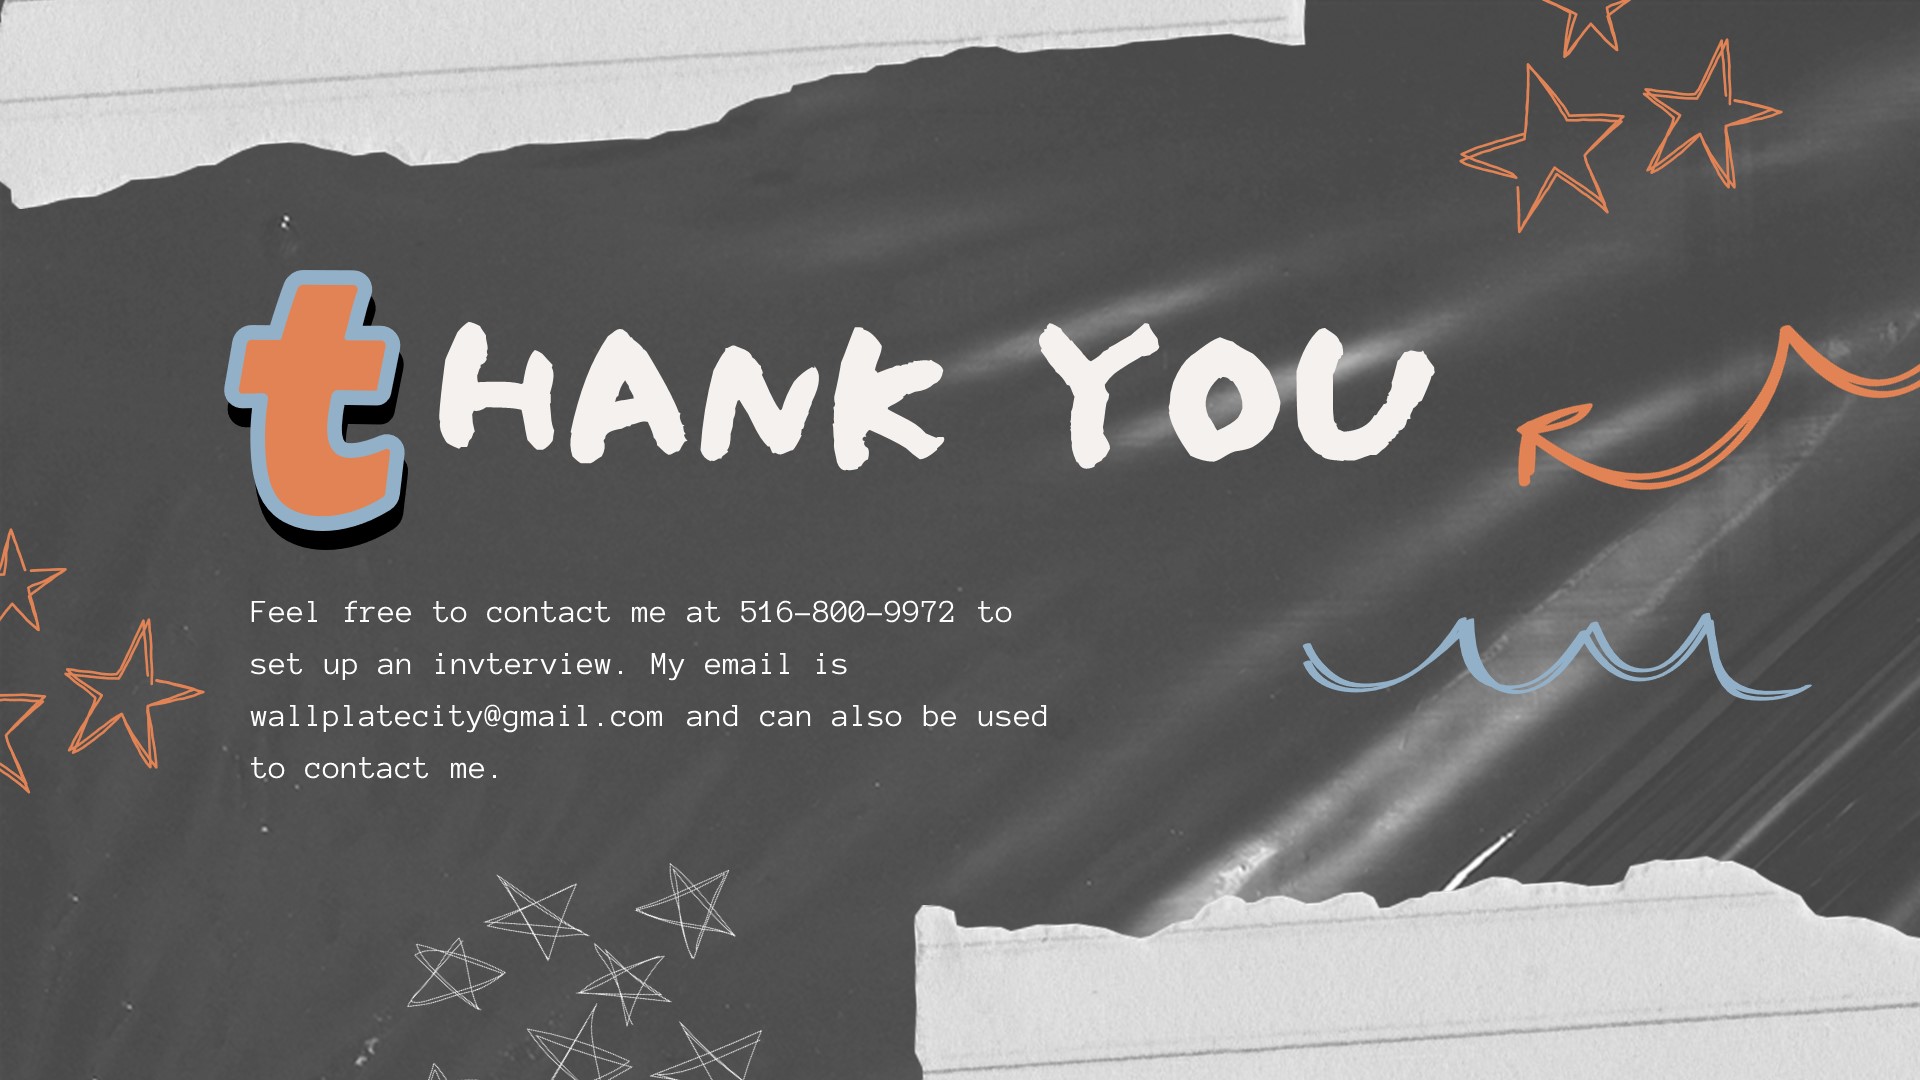 tHANK YOU
Feel free to contact me at 516-800-9972 to
set up an invterview. My email is
wallplatecity@gmail.com and can also be used
to contact me.